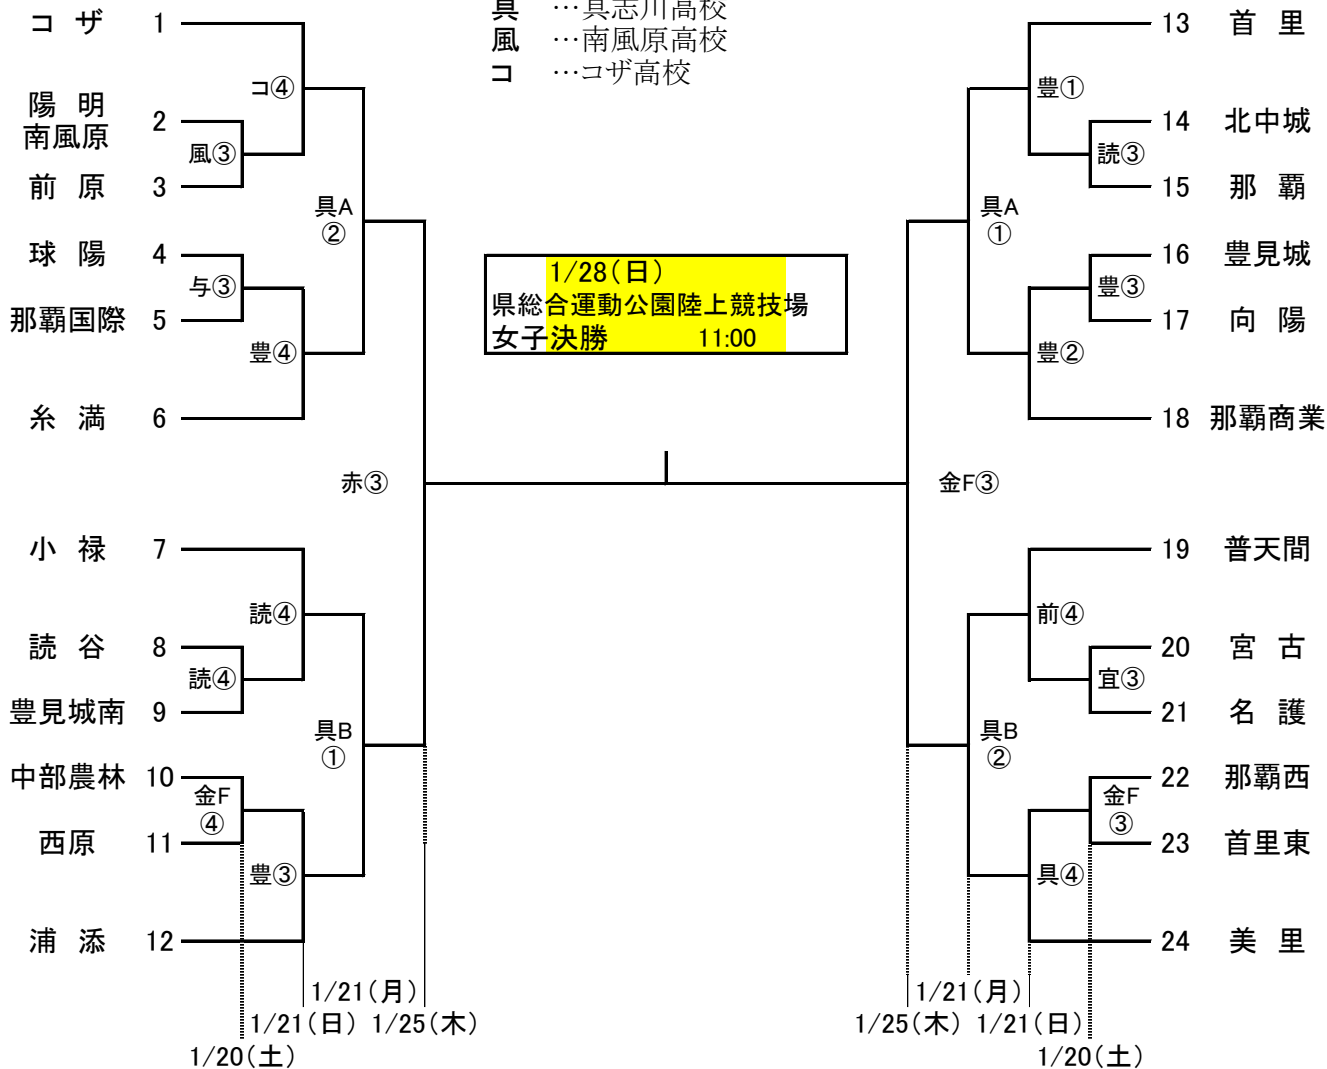 具 …具志川高校
風 …南風原高校
コ …コザ高校
コ ザ 1
コ④
陽 明
南風原 2
風③
前 原 3
具A
②
球 陽 4
与③
那覇国際 5
豊④
糸 満 6
赤③
小 禄 7
読④
読 谷 8
読④
豊見城南 9
具B
①
中部農林 10
金F
④
西原 11
豊③
浦 添 12
1/21(月)
1/21(日) 1/25(木)
1/20(土)
1/28(日)
県総合運動公園陸上競技場
女子決勝 11:00
13 首 里
豊①
14 北中城
読③
15 那 覇
具A
①
16 豊見城
豊③
17 向 陽
豊②
18 那覇商業
金F③
19 普天間
前④
20 宮 古
宜③
21 名 護
具B
②
22 那覇西
金F
③
23 首里東
具④
24 美 里
1/21(月)
1/25(木) 1/21(日)
1/20(土)